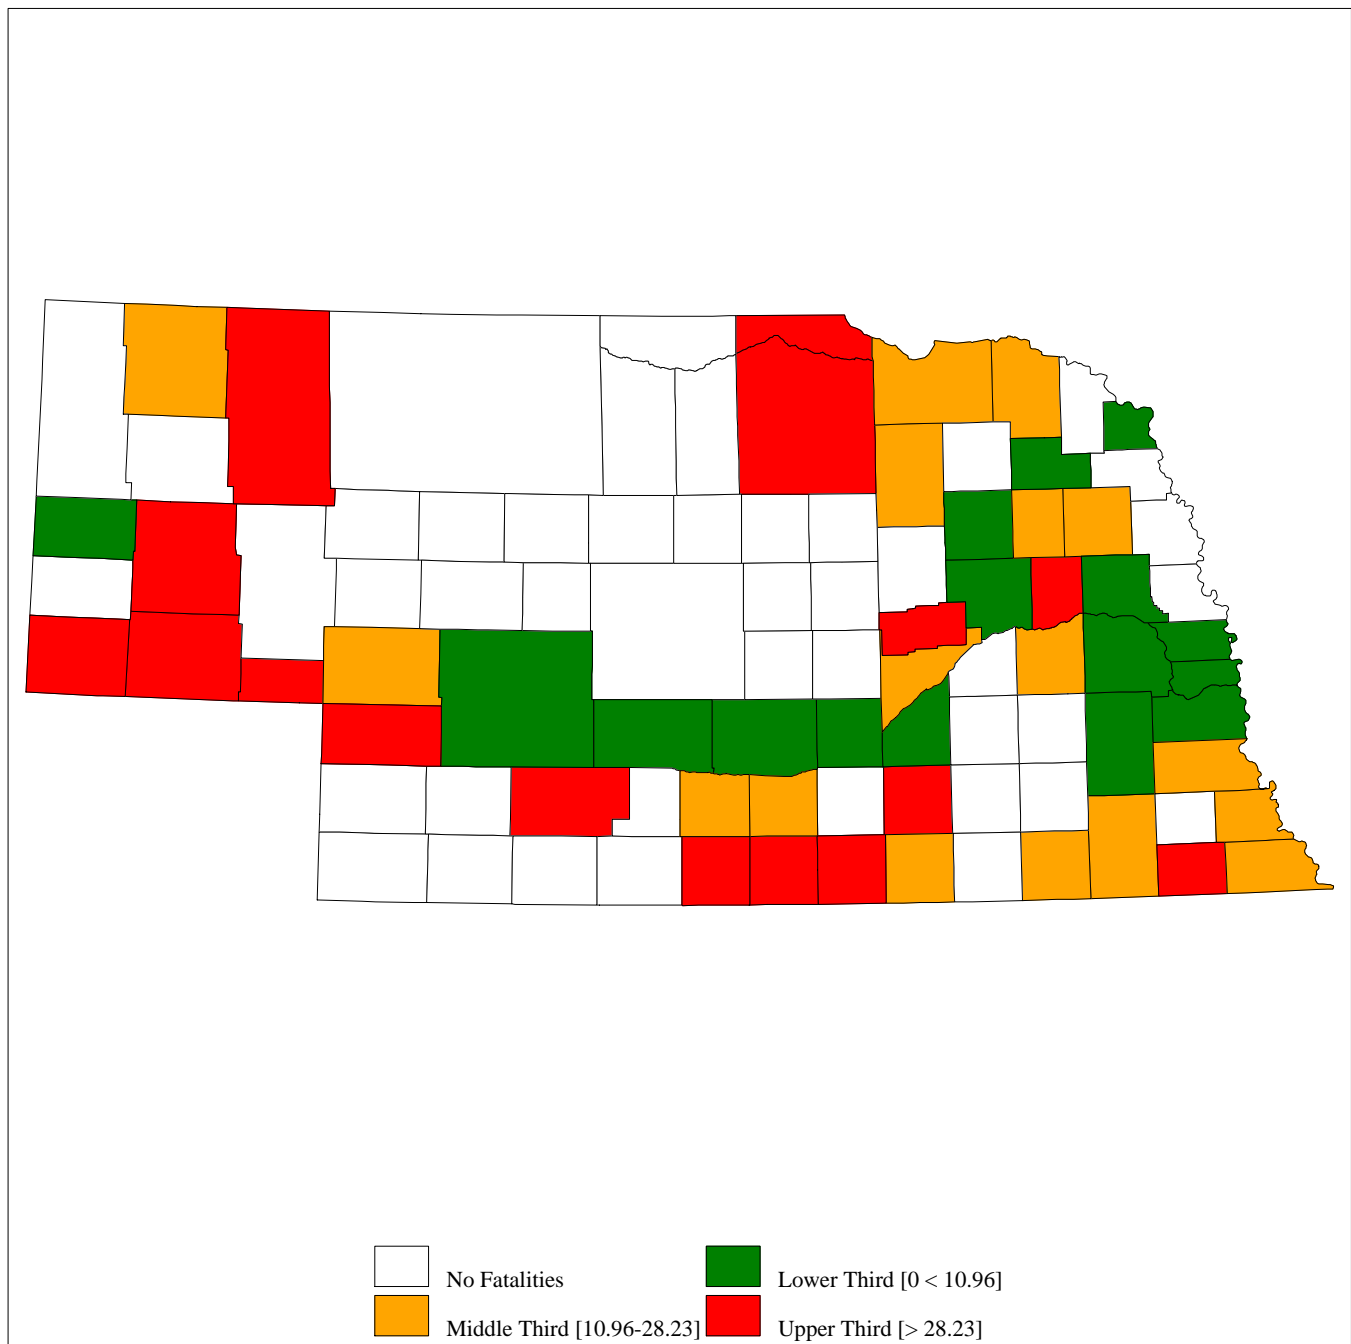 No Fatalities
Lower Third [0 < 10.96]
Middle Third [10.96-28.23]
Upper Third [> 28.23]